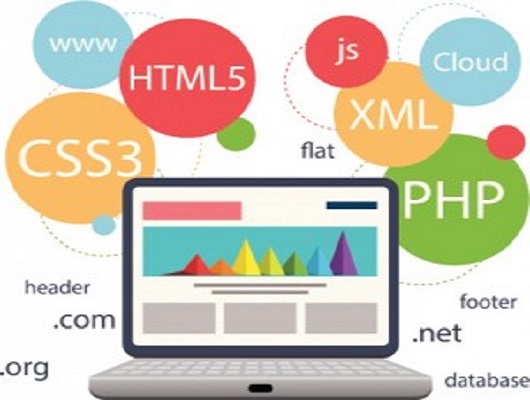 www
HTML5
CSS3
js
Cloud
XML
flat
PHP
header
.com
.org
footer
.net
database